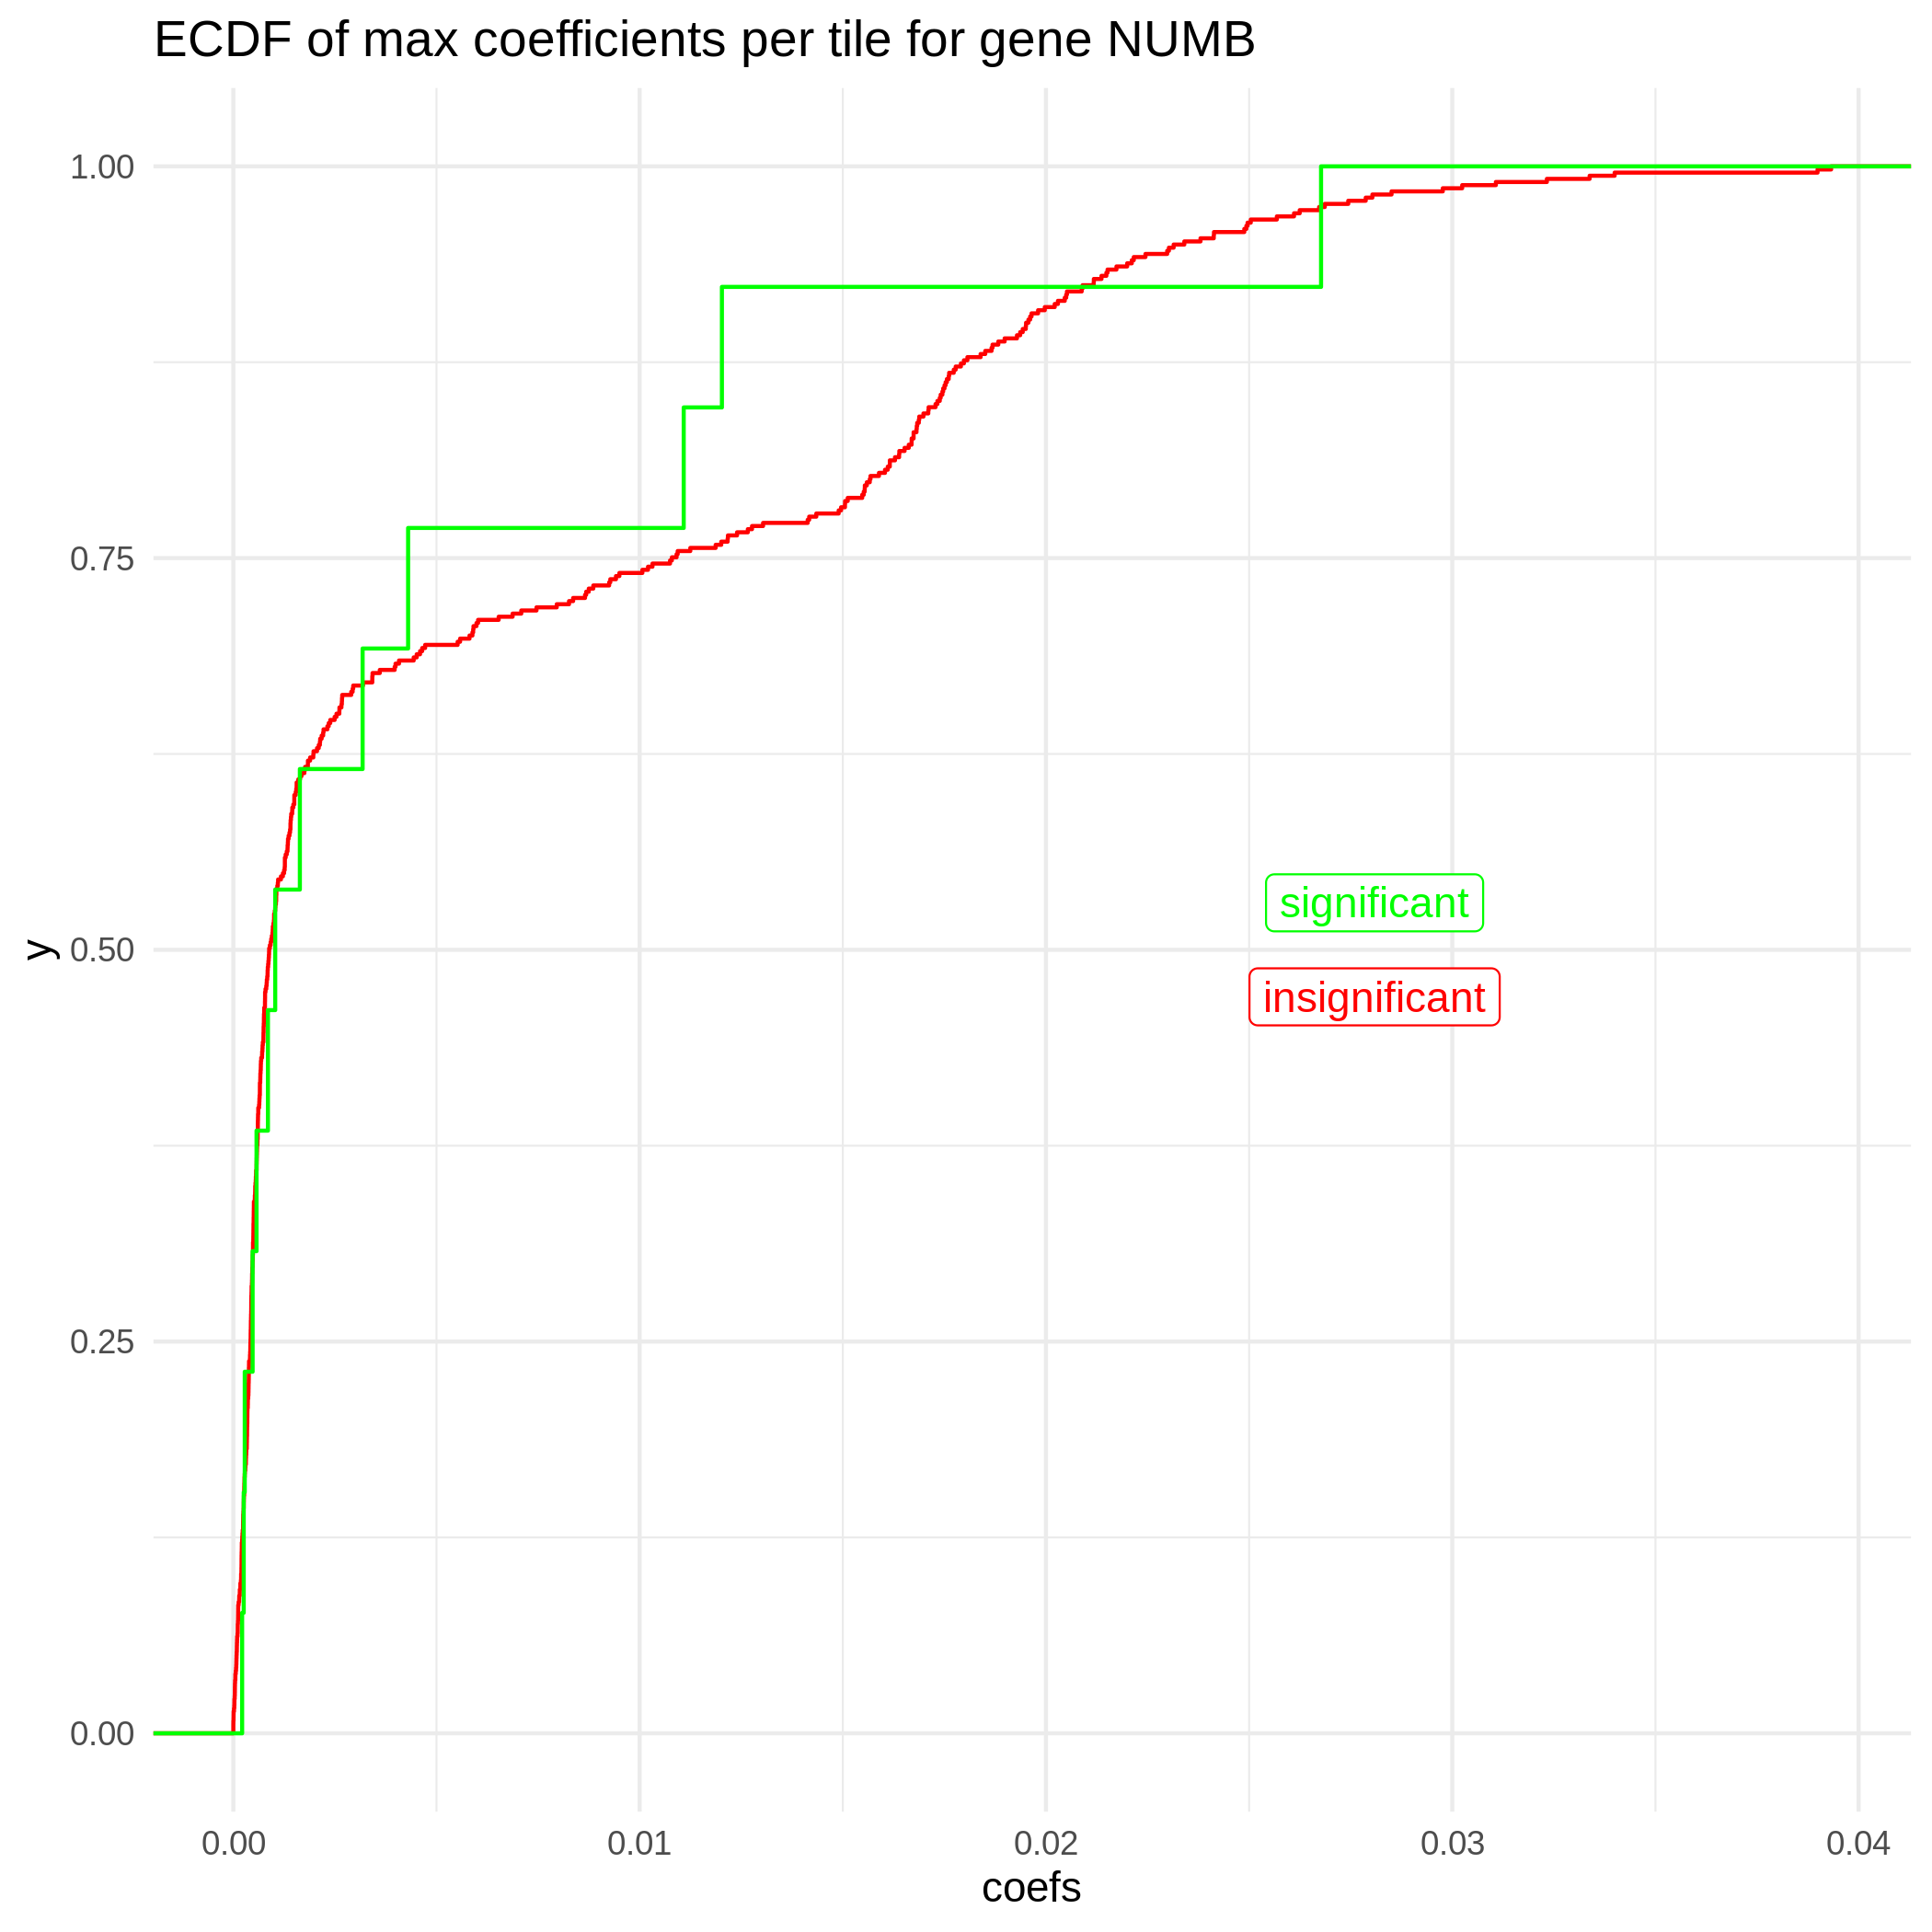 ECDF of max coefficients per tile for gene NUMB
1.00
0.75
0.50
0.25
0.00
y
significant
insignificant
0.00 0.01 0.02 0.03 0.04
coefs